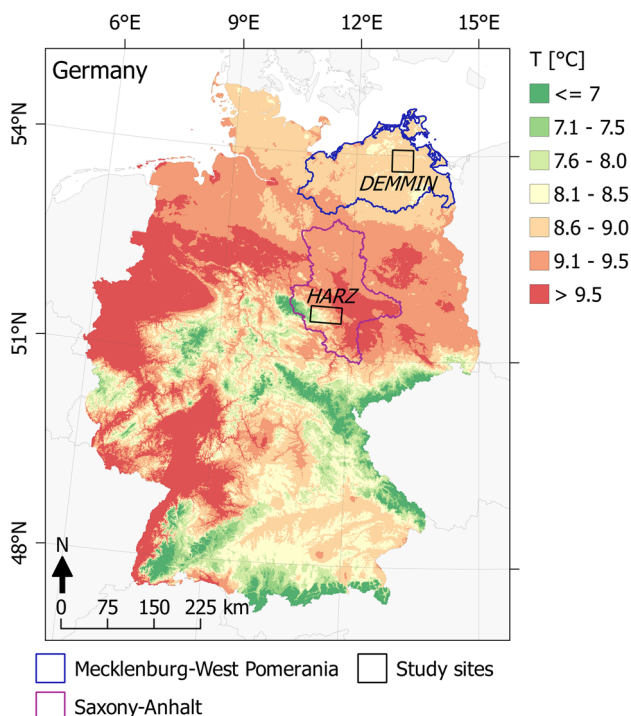 6°E 9°E 12°E 15°E
Germany
54°N
51°N
48°N
DEMMIN
HARZ
N
0 75 150 225 km
T [°C]
<= 7
7.1 - 7.5
7.6 - 8.0
8.1 - 8.5
8.6 - 9.0
9.1 - 9.5
> 9.5
Mecklenburg-West Pomerania
Study sites
Saxony-Anhalt